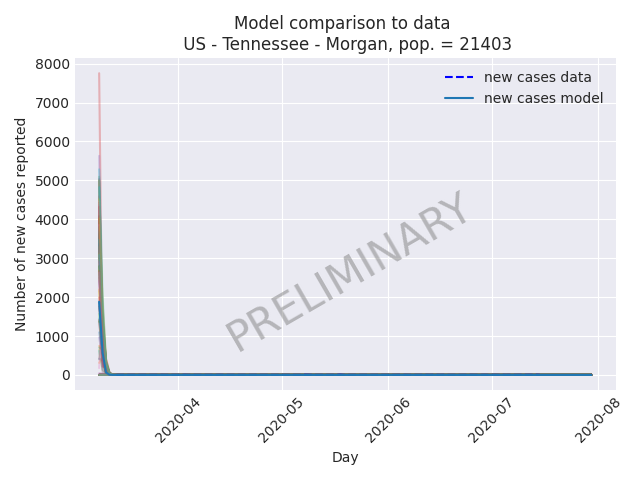 Model comparison to data
US - Tennessee - Morgan, pop. = 21403
new cases data
new cases model
Number of new cases reported
8000
7000
6000
5000
4000
3000
2000
1000
0
PRELIMINARY
2020-04
2020-05
2020-06
2020-07
2020-08
Day